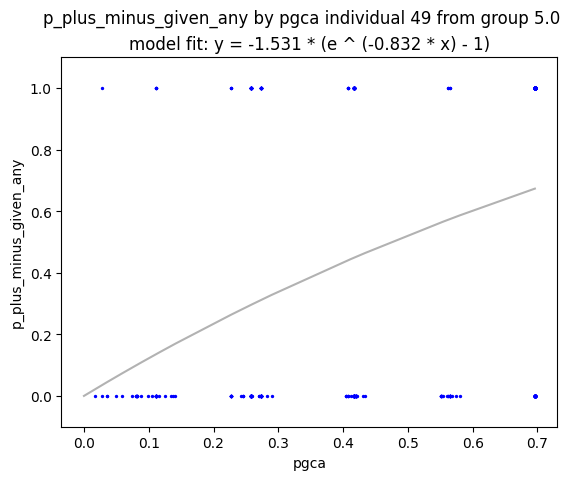 p_plus_minus_given_any by pgca individual 49 from group 5.0
model fit: y = -1.531 * (e ^ (-0.832 * x) - 1)
1.0
0.8
0.6
0.4
0.2
0.0
p_plus_minus_given_any
0.0 0.1 0.2 0.3 0.4 0.5 0.6 0.7
pgca